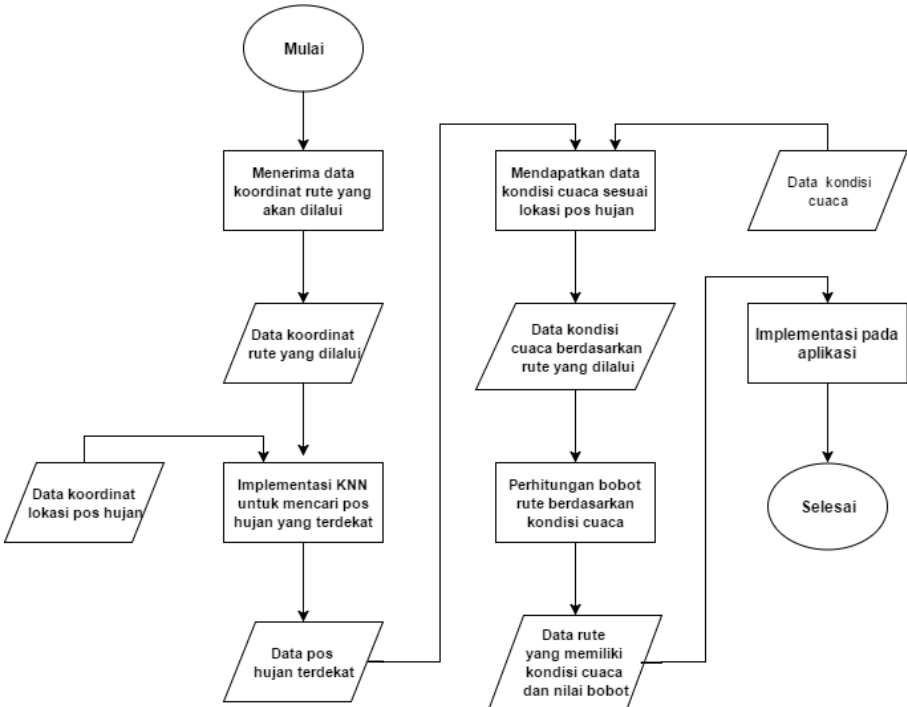 Mulai
Menerima data
koordinat rute yang
akan dilalui
Data koordinat
rute yang dilalui
Data koordinat
lokasi pos hujan
Implementasi KNN
untuk mencari pos
hujan yang terdekat
Data pos
hujan terdekat
Mendapatkan data
kondisi cuaca sesuai
lokasi pos hujan
Data kondisi
cuaca
Data kondisi
cuaca berdasarkan
rute yang dilalui
Perhitungan bobot
rute berdasarkan
kondisi cuaca
Data rute
yang memiliki
kondisi cuaca
dan nilai bobot
Implementasi pada
aplikasi
Selesai